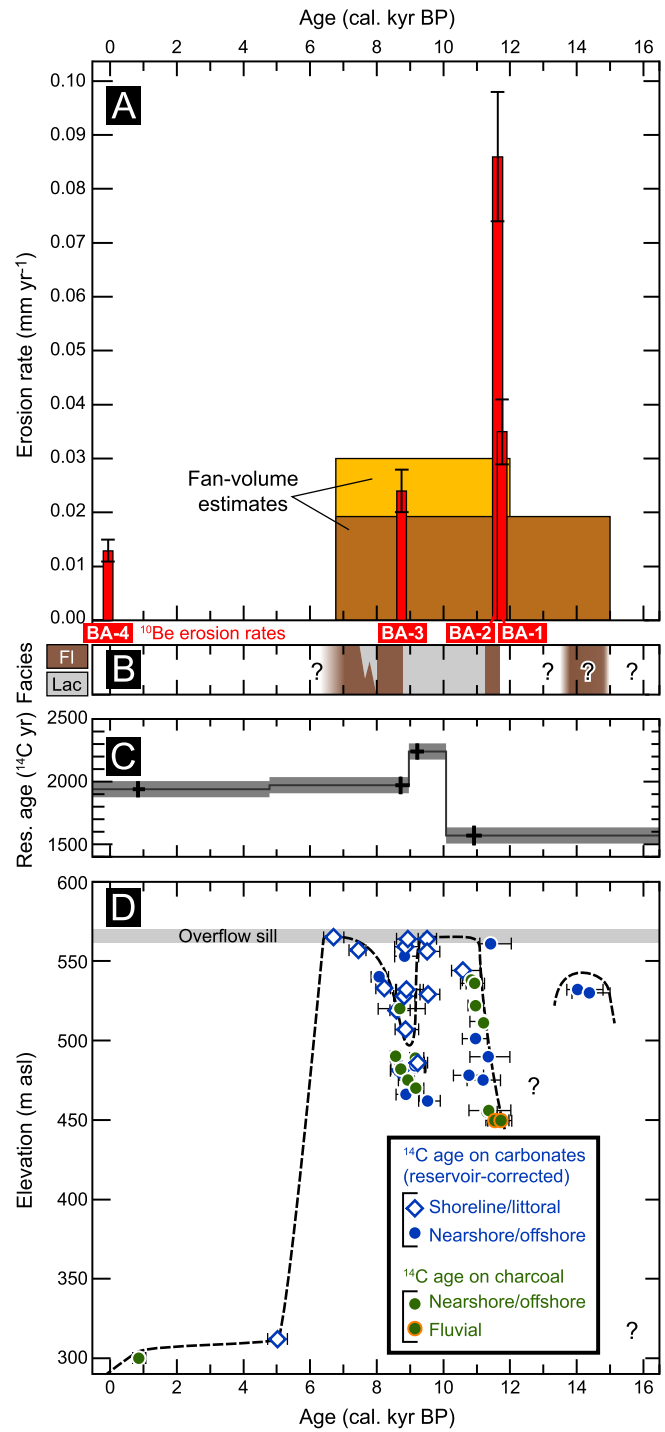 Age (cal. kyr BP)
0 2 4 6 8 10 12 14 16
A
Erosion rate (mm yr⁻¹)
0.10
0.09
0.08
0.07
0.06
0.05
0.04
0.03
0.02
0.01
0.00
Fan-volume
estimates
BA-4 ¹⁰Be erosion rates BA-3 BA-2 BA-1
Facies
Fl
Lac
B
? ? ? ?
Res. age (¹⁴C yr)
2500
2000
1500
C
D
Elevation (m asl)
600
550
500
450
400
350
300
Overflow sill
?
¹⁴C age on carbonates
(reservoir-corrected)
Shoreline/littoral
Nearshore/offshore
¹⁴C age on charcoal
Nearshore/offshore
Fluvial
?
0 2 4 6 8 10 12 14 16
Age (cal. kyr BP)